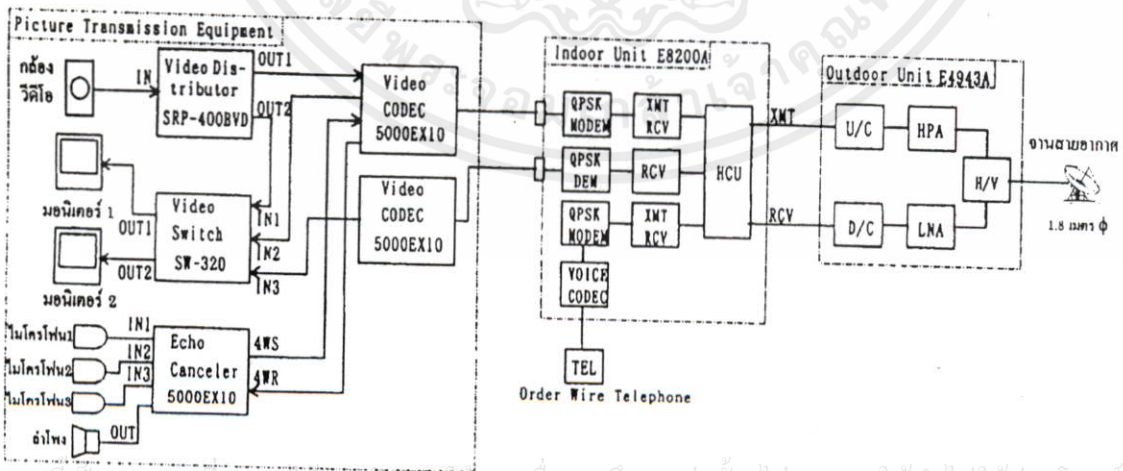 Picture Transmission Equipment
กล้อง
วีดีโอ
IN
Video Dis-
tributor
SRP-400BVD
OUT1
OUT2
Video
CODEC
5000EX10
Video
CODEC
5000EX10
มอนิเตอร์ 1
OUT1
มอนิเตอร์ 2
OUT2
Video
Switch
SW-320
IN1
IN2
IN3
ไมโครโฟน1
IN1
ไมโครโฟน2
IN2
ไมโครโฟน3
IN3
ลำโพง
OUT
Echo
Canceler
5000EX10
4WS
4WR
Indoor Unit E8200A
QPSK
MODEM
XMT
RCV
QPSK
DEM
RCV
QPSK
MODEM
XMT
RCV
HCU
VOICE
CODEC
TEL
Order Wire Telephone
XMT
RCV
Outdoor Unit E4943A
U/C
HPA
D/C
LNA
H/V
จานสายอากาศ
1.8 เมตร ϕ